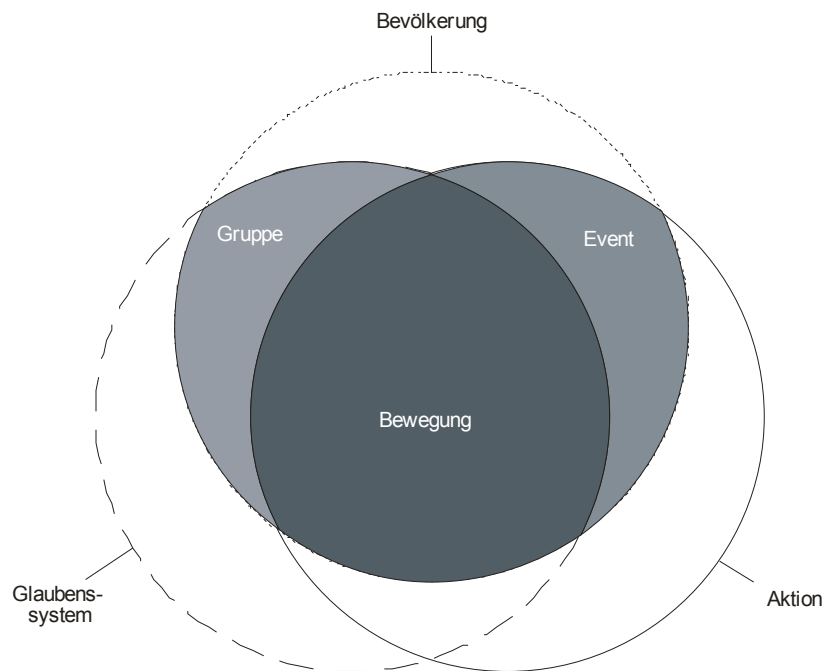 Bevölkerung
Gruppe
Event
Bewegung
Glaubens-
system
Aktion